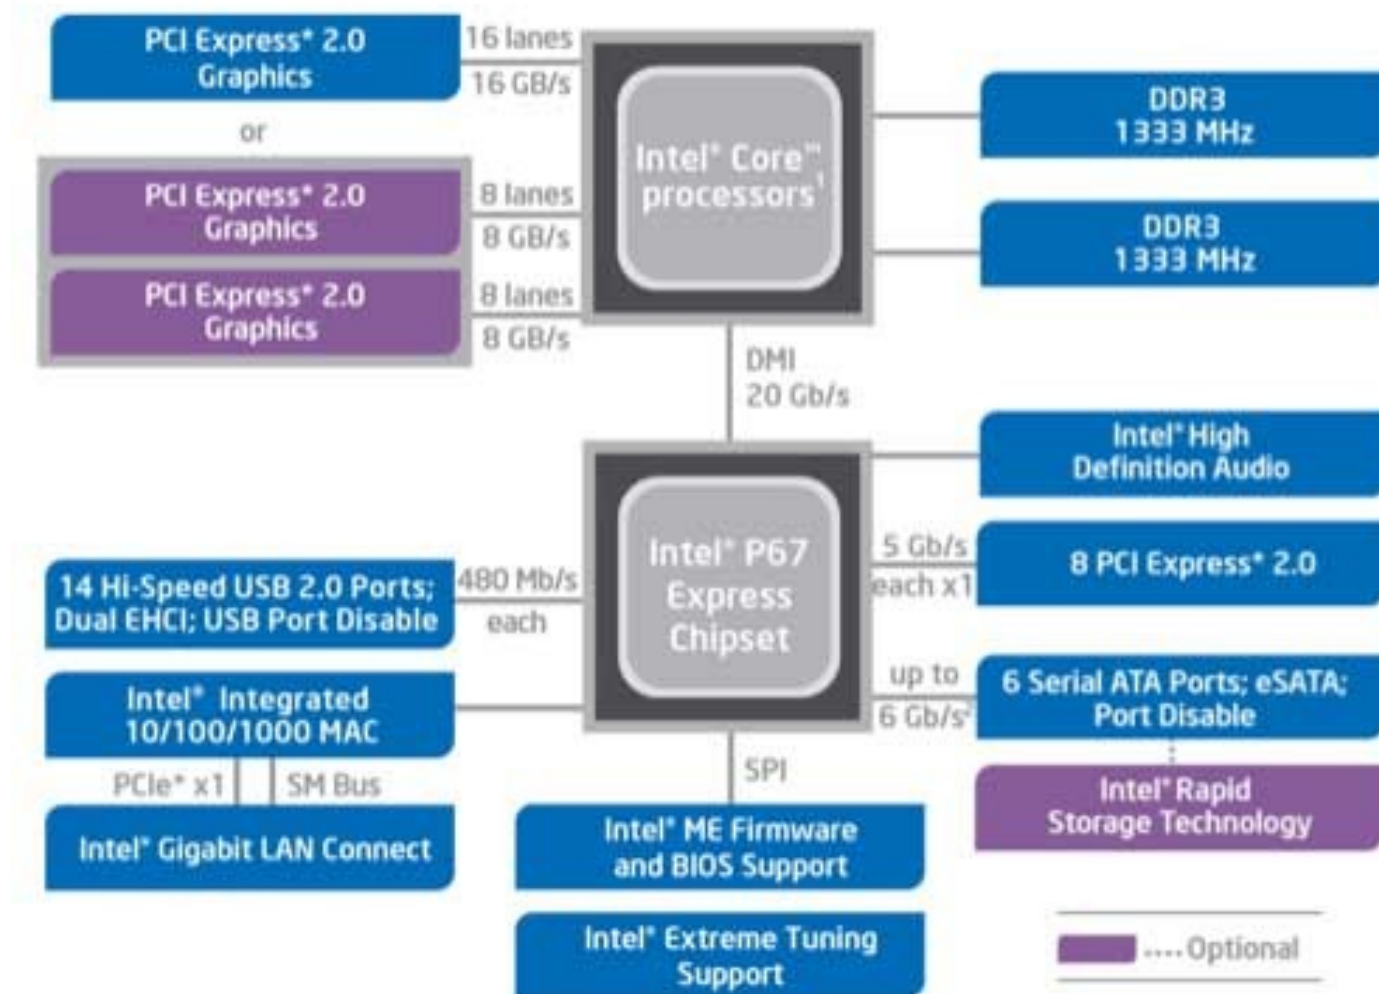 PCI Express* 2.0
Graphics
16 lanes
16 GB/s
or
PCI Express* 2.0
Graphics
8 lanes
8 GB/s
PCI Express* 2.0
Graphics
8 lanes
8 GB/s
Intel® Core™
processors¹
DDR3
1333 MHz
DDR3
1333 MHz
DMI
20 Gb/s
Intel® High
Definition Audio
Intel® P67
Express
Chipset
5 Gb/s
each x1
8 PCI Express* 2.0
14 Hi-Speed USB 2.0 Ports;
Dual EHCI; USB Port Disable
480 Mb/s
each
up to
6 Gb/s²
6 Serial ATA Ports; eSATA;
Port Disable
Intel® Integrated
10/100/1000 MAC
PCIe* x1
SM Bus
Intel® Gigabit LAN Connect
SPI
Intel® ME Firmware
and BIOS Support
Intel® Rapid
Storage Technology
Intel® Extreme Tuning
Support
Optional